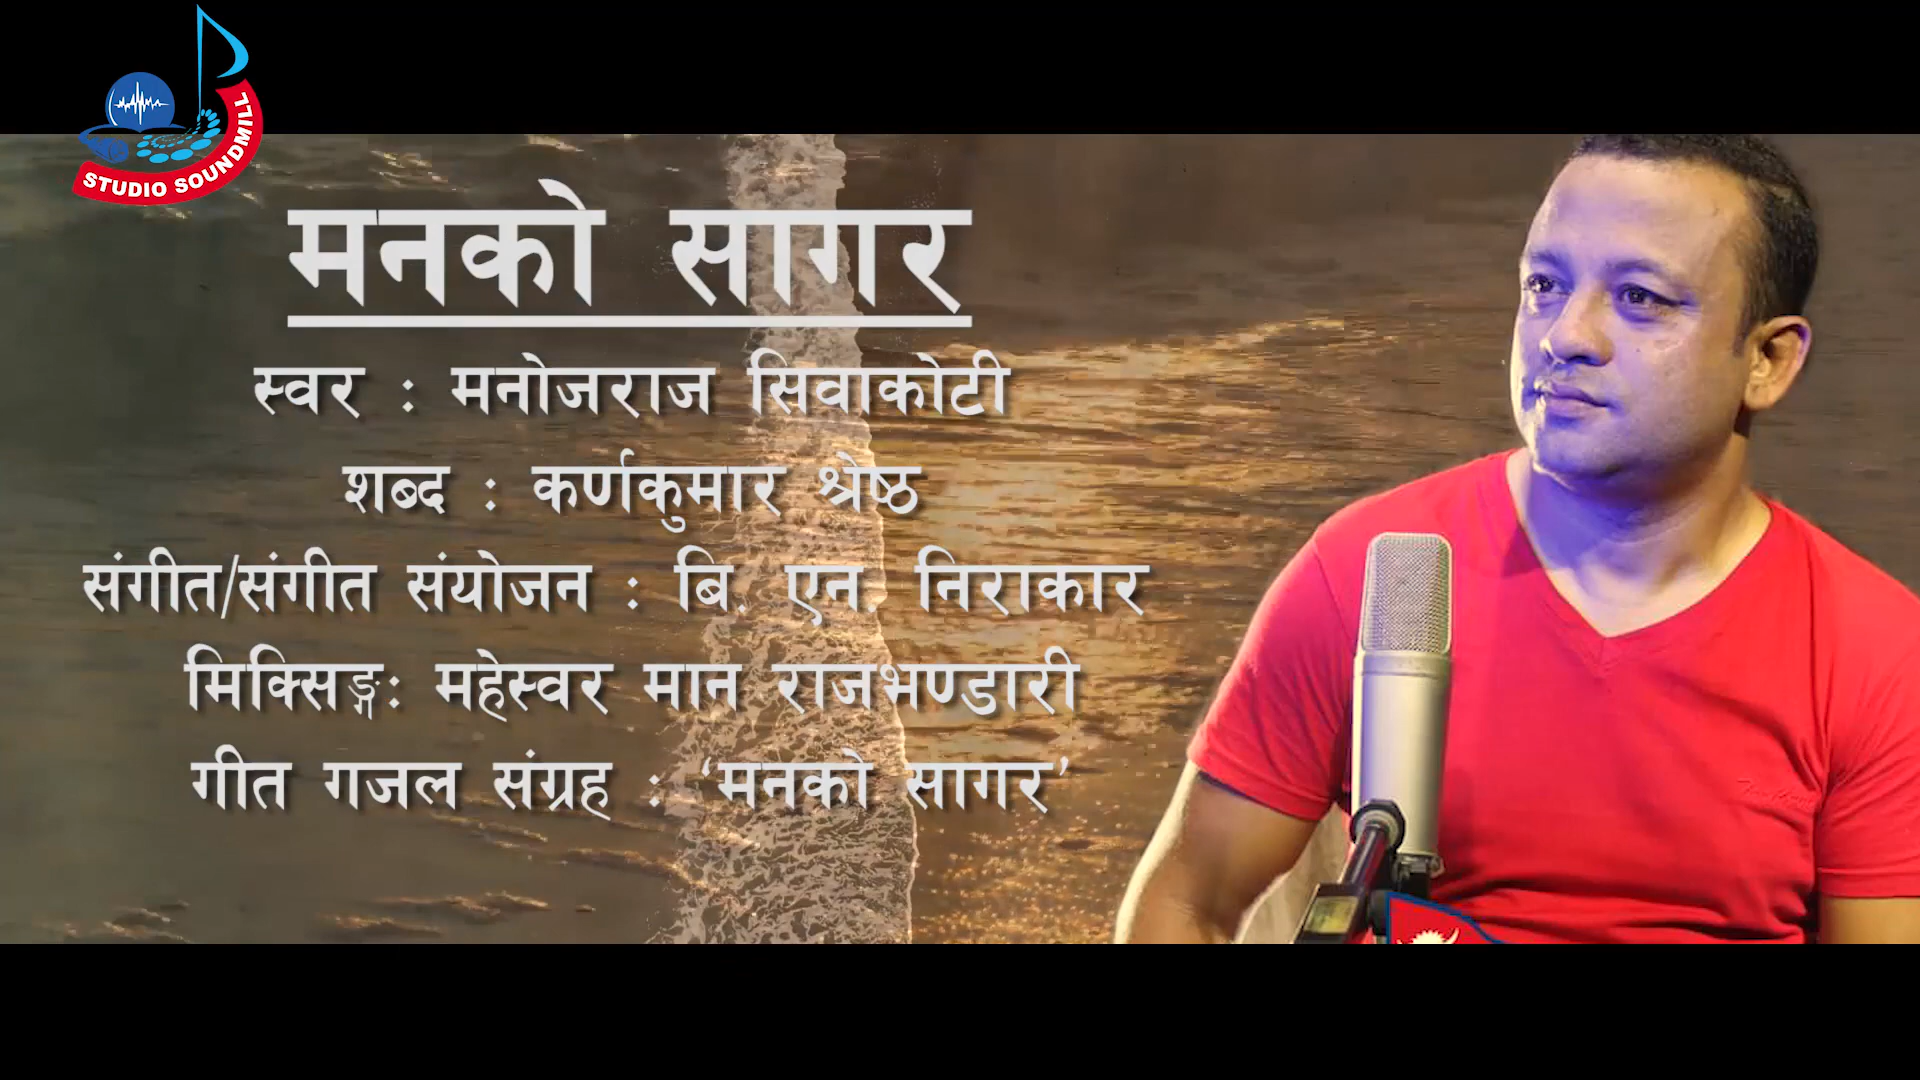 STUDIO SOUNDMILL
मनको सागर
स्वर : मनोजराज सिवाकोटी
शब्द : कर्णकुमार श्रेष्ठ
संगीत/संगीत संयोजन : बि. एन. निराकार
मिक्सिङ्ग: महेस्वर मान राजभण्डारी
गीत गजल संग्रह : ‘मनको सागर’